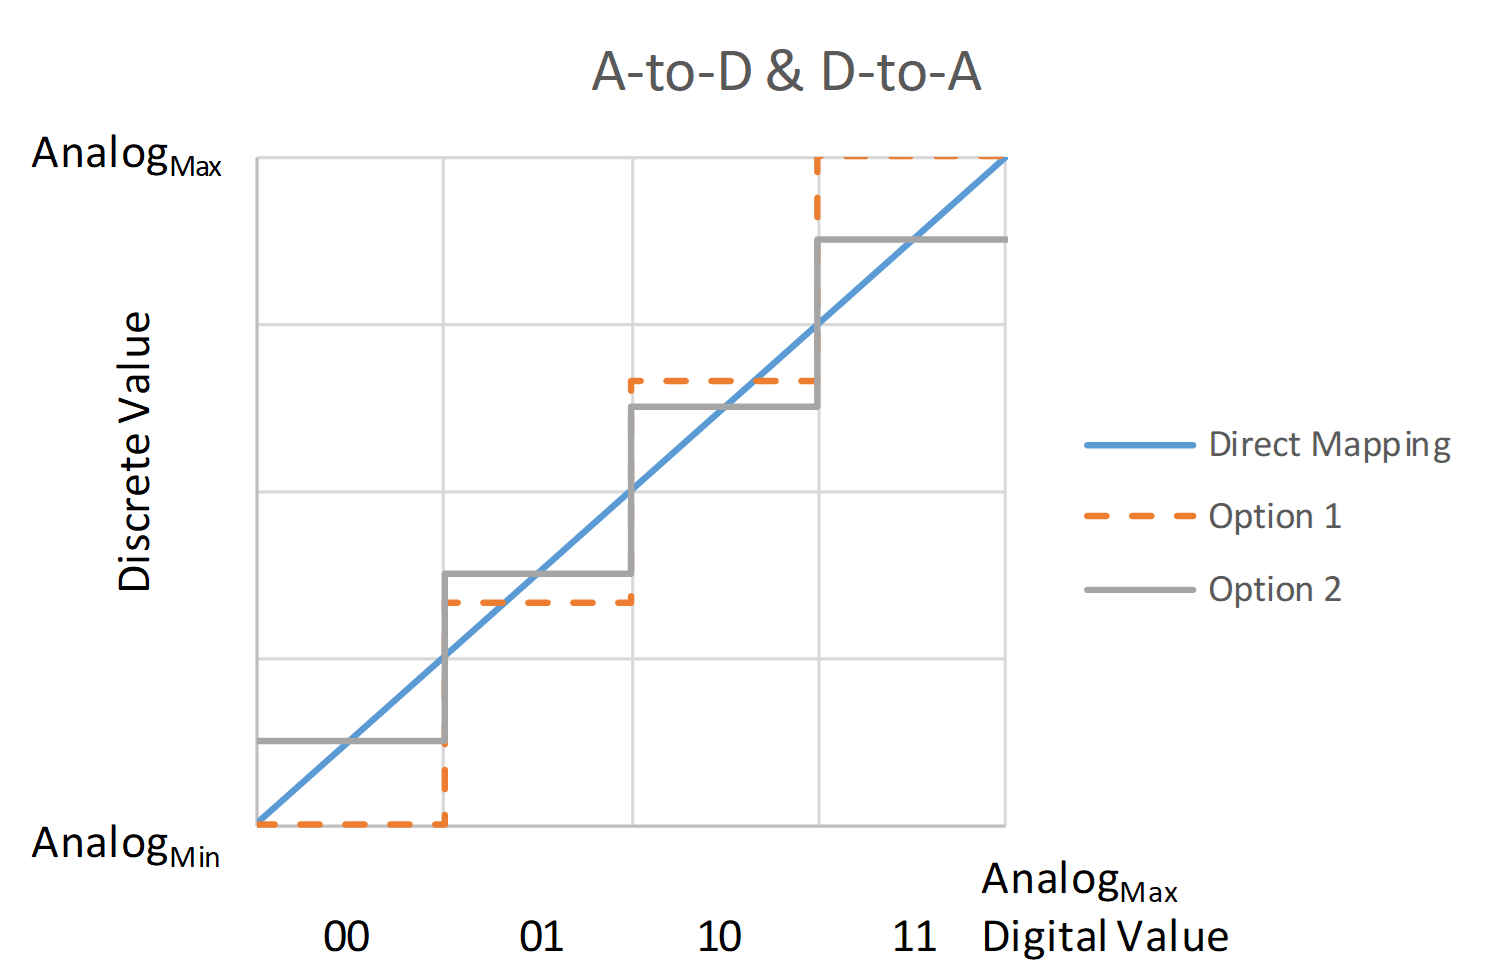 A-to-D & D-to-A
AnalogMax
Discrete Value
Direct Mapping
Option 1
Option 2
AnalogMin
AnalogMax
00 01 10 11 Digital Value